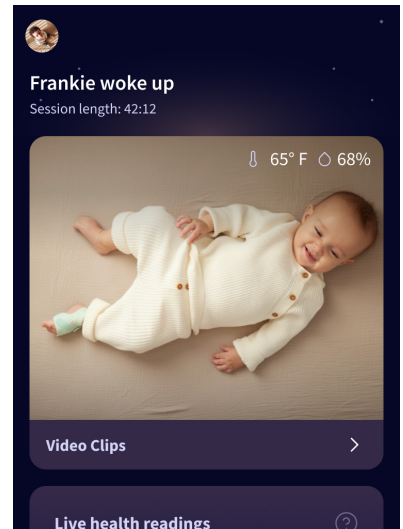 Frankie woke up
Session length: 42:12
65° F 68%
Video Clips
Live health readings
?